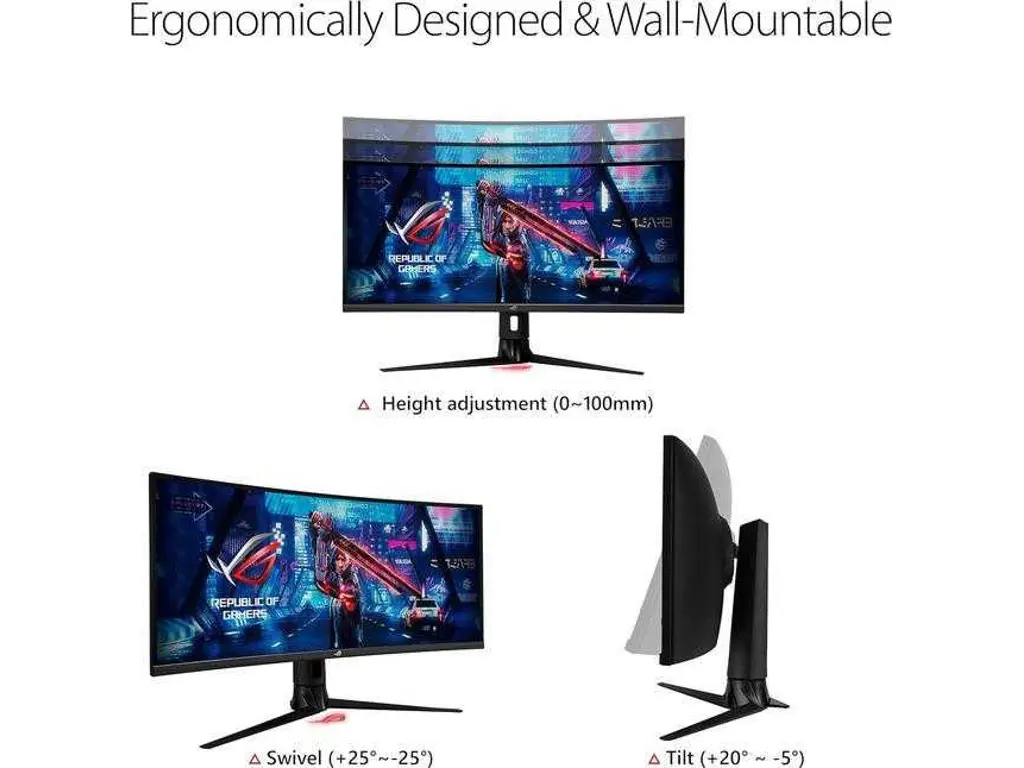 Ergonomically Designed & Wall-Mountable
REPUBLIC OF
GAMERS
Height adjustment (0~100mm)
REPUBLIC OF
GAMERS
Swivel (+25°~-25°)
Tilt (+20° ~ -5°)